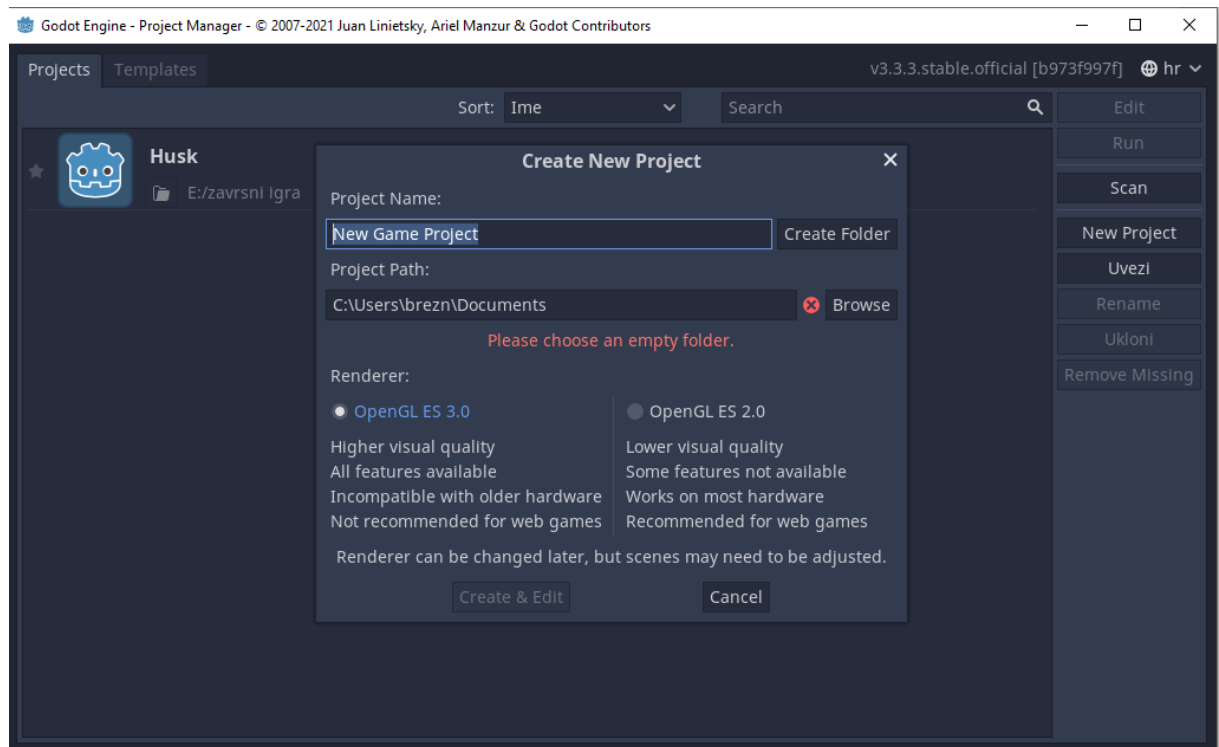 Godot Engine - Project Manager - © 2007-2021 Juan Linietsky, Ariel Manzur & Godot Contributors
Projects Templates v3.3.3.stable.official [b973f997f] hr
Sort: Ime Search Edit
Run
Husk
E:/zavrsni igra
Scan
New Project
Uvezi
Rename
Ukloni
Remove Missing
Create New Project
Project Name:
New Game Project Create Folder
Project Path:
C:\Users\brezn\Documents Browse
Please choose an empty folder.
Renderer:
OpenGL ES 3.0
Higher visual quality
All features available
Incompatible with older hardware
Not recommended for web games
OpenGL ES 2.0
Lower visual quality
Some features not available
Works on most hardware
Recommended for web games
Renderer can be changed later, but scenes may need to be adjusted.
Create & Edit Cancel